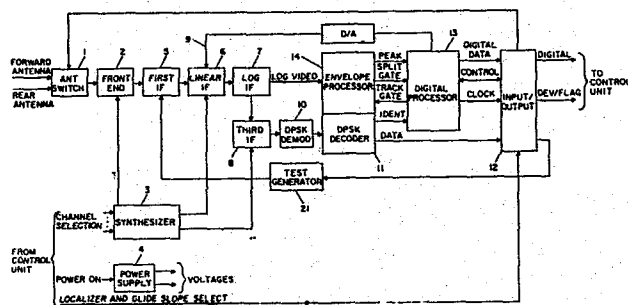 D/A
9
13
FORWARD ANTENNA
REAR ANTENNA
1
ANT SWITCH
2
FRONT END
5
FIRST IF
6
LINEAR IF
7
LOG IF
LOG VIDEO
14
ENVELOPE PROCESSOR
PEAK
SPLIT GATE
TRACK GATE
DIGITAL PROCESSOR
DIGITAL DATA
CONTROL
CLOCK
INPUT/OUTPUT
12
DIGITAL
DEW/FLAG
TO CONTROL UNIT
THIRD IF
8
10
DPSK DEMOD
DPSK DECODER
11
IDENT
DATA
TEST GENERATOR
21
CHANNEL SELECTION
3
SYNTHESIZER
FROM CONTROL UNIT
POWER ON
4
POWER SUPPLY
VOLTAGES
LOCALIZER AND GLIDE SLOPE SELECT